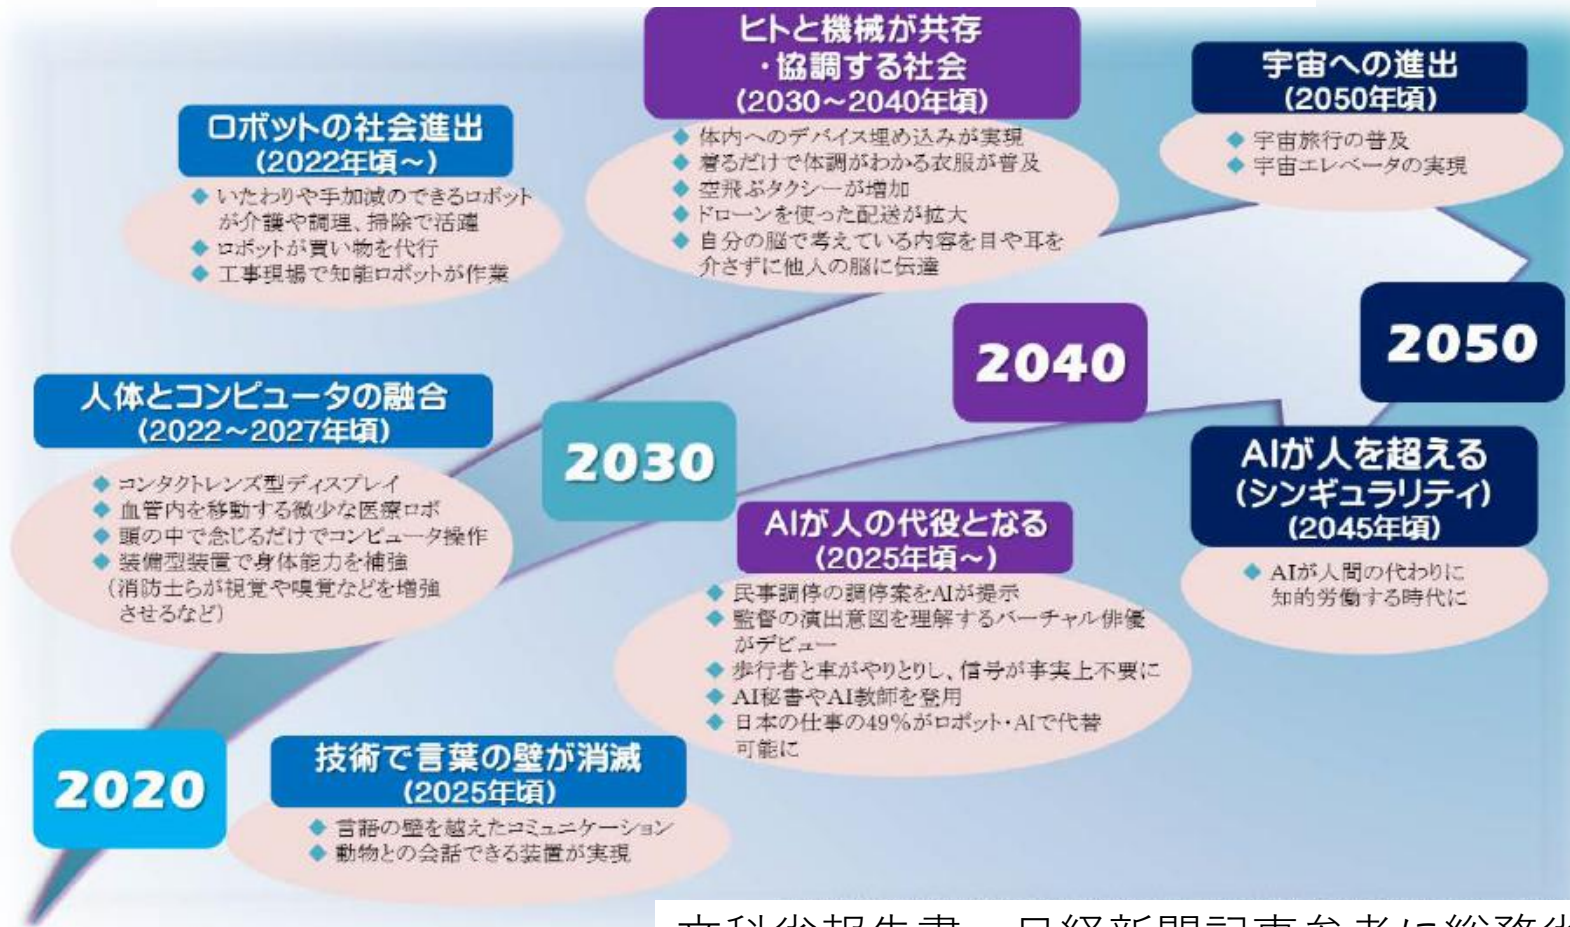 ヒトと機械が共存
・協調する社会
(2030～2040年頃)
◆ 体内へのデバイス埋め込みが実現
◆ 着るだけで体調がわかる衣服が普及
◆ 空飛ぶタクシーが増加
◆ ドローンを使った配送が拡大
◆ 自分の脳で考えている内容を目や耳を
介さずに他人の脳に伝達
宇宙への進出
(2050年頃)
◆ 宇宙旅行の普及
◆ 宇宙エレベータの実現
ロボットの社会進出
(2022年頃～)
◆ いたわりや手加減のできるロボット
が介護や調理、掃除で活躍
◆ ロボットが買い物を代行
◆ 工事現場で知能ロボットが作業
2050
2040
人体とコンピュータの融合
(2022～2027年頃)
◆ コンタクトレンズ型ディスプレイ
◆ 血管内を移動する微少な医療ロボ
◆ 頭の中で念じるだけでコンピュータ操作
◆ 装備型装置で身体能力を補強
(消防士らが視覚や嗅覚などを増強
させるなど)
2030
AIが人を超える
(シンギュラリティ)
(2045年頃)
◆ AIが人間の代わりに
知的労働する時代に
AIが人の代役となる
(2025年頃～)
◆ 民事調停の調停案をAIが提示
◆ 監督の演出意図を理解するバーチャル俳優
がデビュー
◆ 歩行者と車がやりとりし、信号が事実上不要に
◆ AI秘書やAI教師を登用
◆ 日本の仕事の49%がロボット・AIで代替
可能に
2020
技術で言葉の壁が消滅
(2025年頃)
◆ 言語の壁を越えたコミュニケーション
◆ 動物との会話できる装置が実現
文科省報告書、日経新聞記事参考に総務省